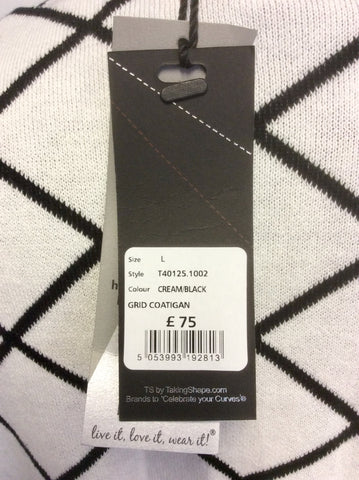 Size L
Style T40125.1002
Colour CREAM/BLACK
GRID COATIGAN
£ 75
5 053993 192813
TS by TakingShape.com
Brands to "Celebrate your Curves"®
live it, love it, wear it!®